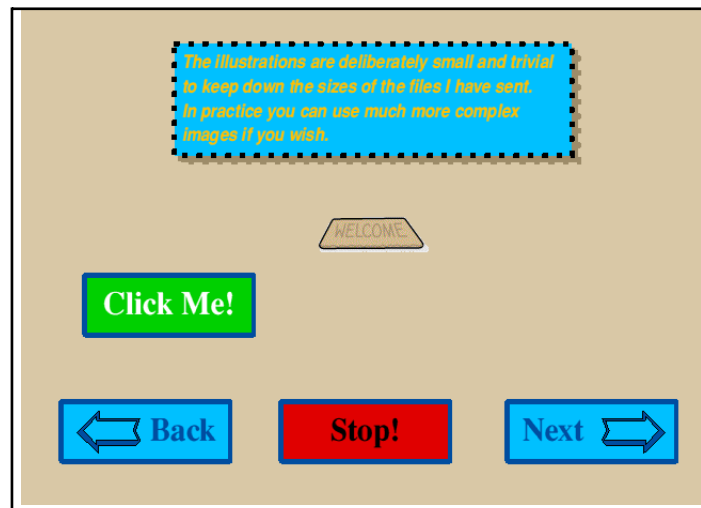 The illustrations are deliberately small and trivial
to keep down the sizes of the files I have sent.
In practice you can use much more complex
images if you wish.
WELCOME
Click Me!
Back
Stop!
Next